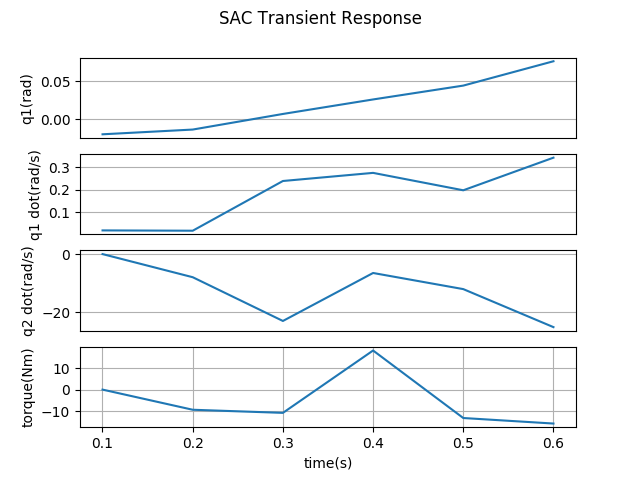 SAC Transient Response
q1(rad)
0.05
0.00
q1 dot(rad/s)
0.3
0.2
0.1
q2 dot(rad/s)
0
−20
torque(Nm)
10
0
−10
0.1 0.2 0.3 0.4 0.5 0.6
time(s)